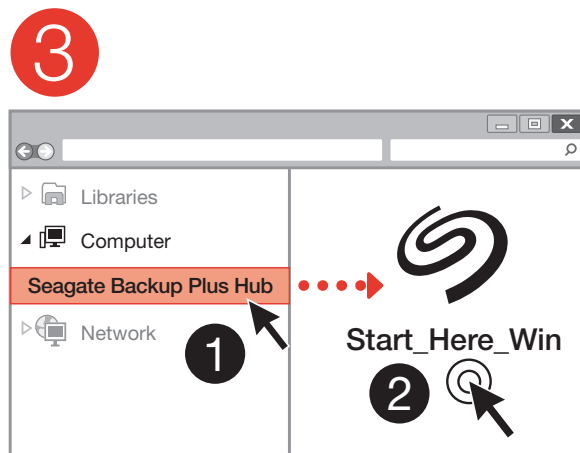 3
Libraries
Computer
Seagate Backup Plus Hub
Network
1
Start_Here_Win
2